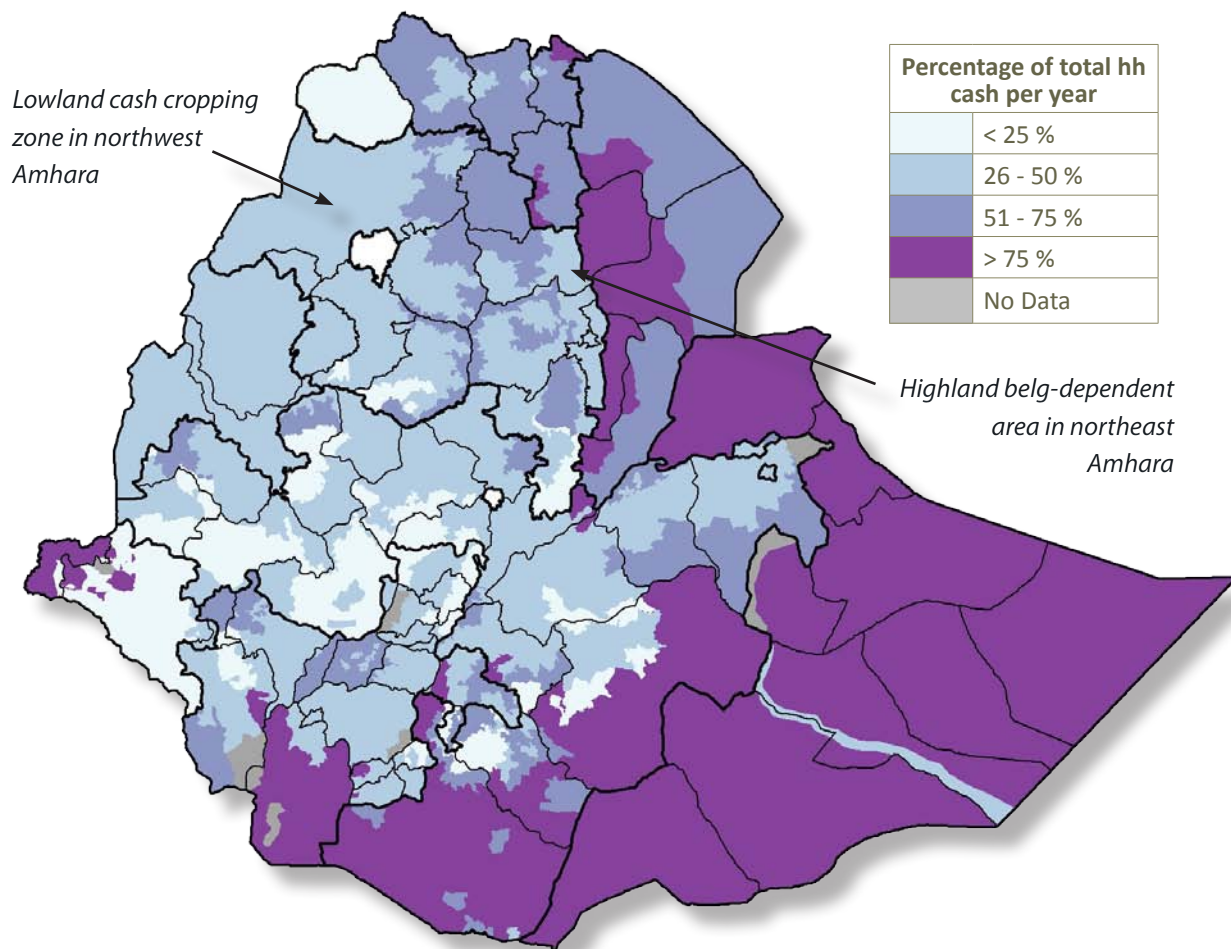 Lowland cash cropping
zone in northwest
Amhara
Percentage of total hh
cash per year
< 25 %
26 - 50 %
51 - 75 %
> 75 %
No Data
Highland belg-dependent
area in northeast
Amhara